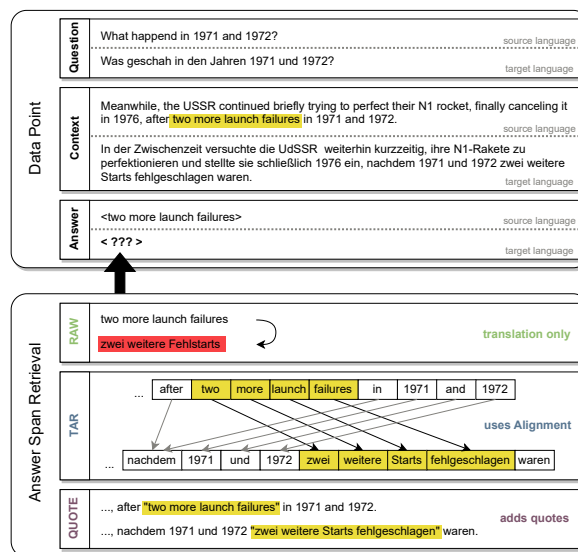 Data Point
Question
What happend in 1971 and 1972?
source language
Was geschah in den Jahren 1971 und 1972?
target language
Context
Meanwhile, the USSR continued briefly trying to perfect their N1 rocket, finally canceling it
in 1976, after two more launch failures in 1971 and 1972.
source language
In der Zwischenzeit versuchte die UdSSR weiterhin kurzzeitig, ihre N1-Rakete zu
perfektionieren und stellte sie schließlich 1976 ein, nachdem 1971 und 1972 zwei weitere
Starts fehlgeschlagen waren.
target language
Answer
<two more launch failures>
source language
< ??? >
target language
Answer Span Retrieval
RAW
two more launch failures
translation only
zwei weitere Fehlstarts
TAR
... after two more launch failures in 1971 and 1972
uses Alignment
... nachdem 1971 und 1972 zwei weitere Starts fehlgeschlagen waren
QUOTE
..., after "two more launch failures" in 1971 and 1972.
adds quotes
..., nachdem 1971 und 1972 "zwei weitere Starts fehlgeschlagen" waren.